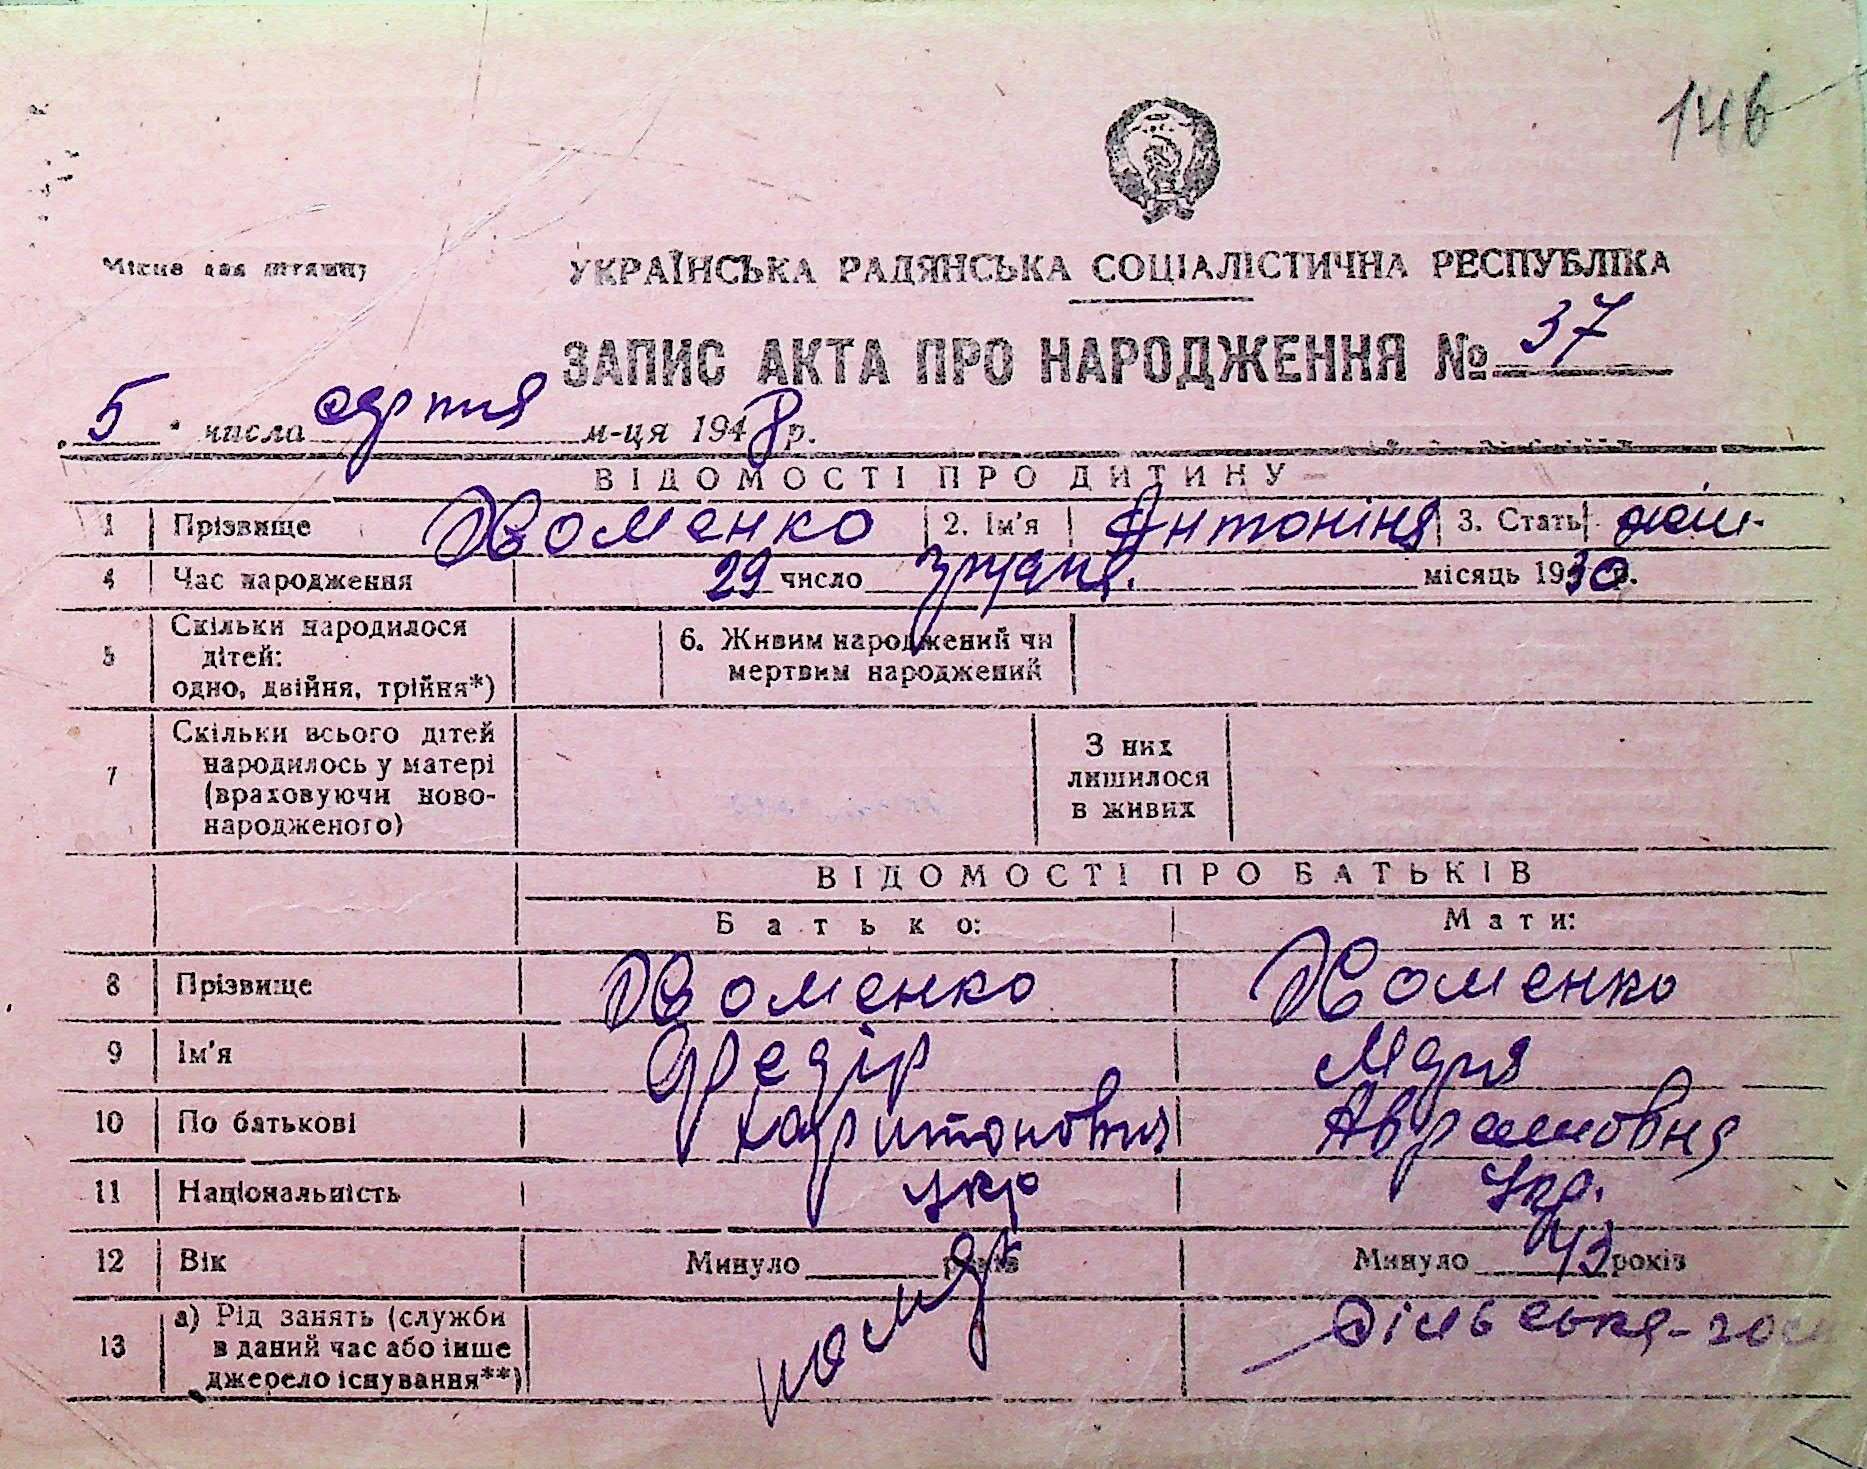 146
Місце для штампу
УКРАЇНСЬКА РАДЯНСЬКА СОЦІАЛІСТИЧНА РЕСПУБЛІКА
ЗАПИС АКТА ПРО НАРОДЖЕННЯ № 37
5 " числа серпня м-ця 1948 р.
ВІДОМОСТІ ПРО ДИТИНУ
1 Прізвище Хоменко 2. Ім'я Антоніна 3. Стать жін.
4 Час народження 29 число місяць 1930 р.
5 Скільки народилося
дітей:
одно, двійня, трійня*)
6. Живим народжений чи
мертвим народжений
7 Скільки всього дітей
народилось у матері
(враховуючи ново-
народженого)
З них
лишилося
в живих
ВІДОМОСТІ ПРО БАТЬКІВ
Батько: Мати:
8 Прізвище Хоменко Хоменко
9 Ім'я Федір Марія
10 По батькові Харитонович Аврамовна
11 Національність укр укр.
12 Вік Минуло років Минуло 43 років
помер
13 а) Рід занять (служби
в даний час або інше
джерело існування**)
сільське-гос